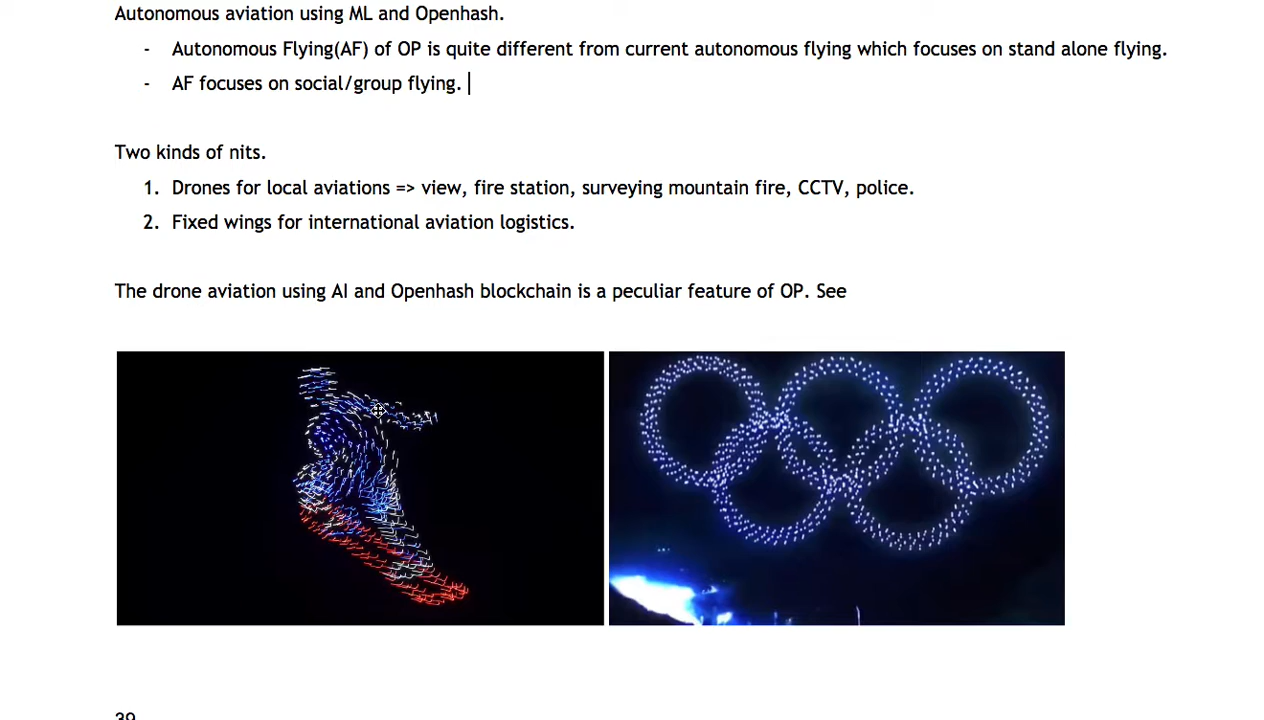 Autonomous aviation using ML and Openhash.
- Autonomous Flying(AF) of OP is quite different from current autonomous flying which focuses on stand alone flying.
- AF focuses on social/group flying.
Two kinds of nits.
1. Drones for local aviations => view, fire station, surveying mountain fire, CCTV, police.
2. Fixed wings for international aviation logistics.
The drone aviation using AI and Openhash blockchain is a peculiar feature of OP. See
39